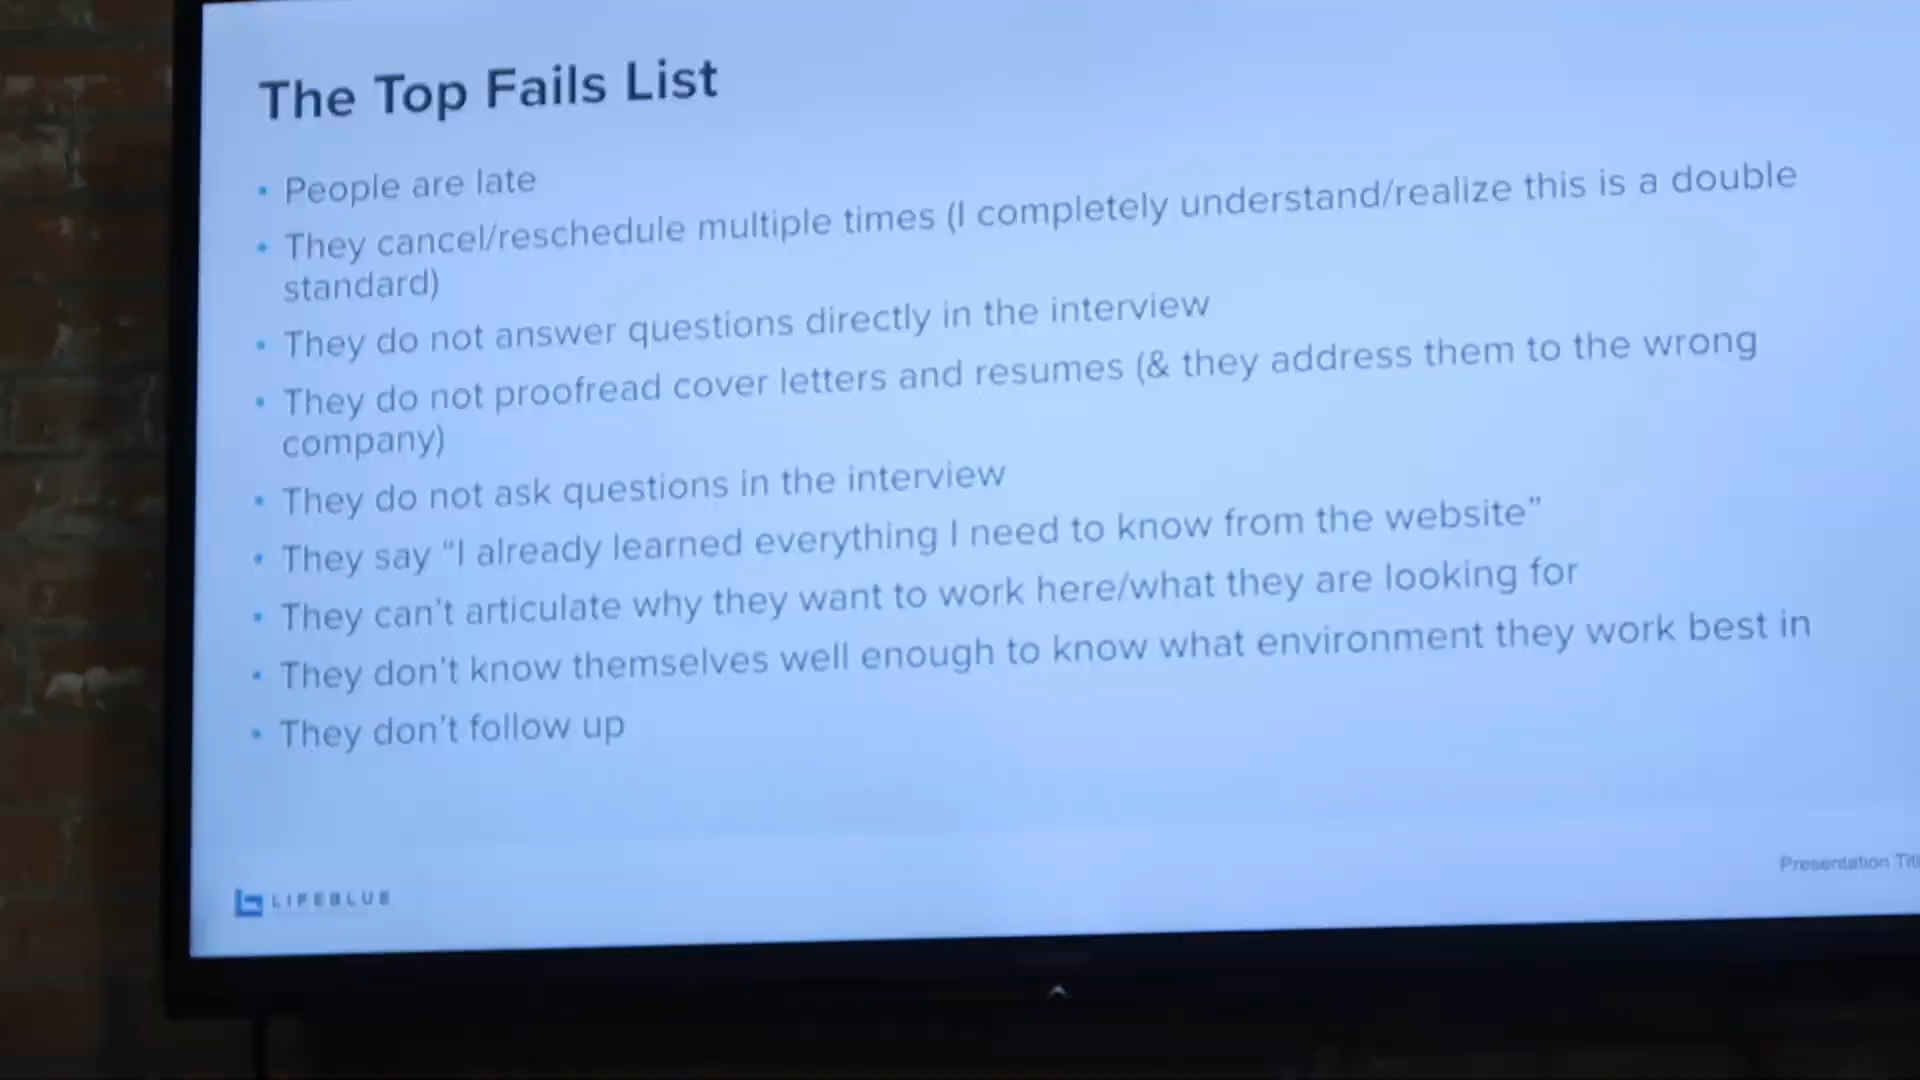 The Top Fails List
• People are late
• They cancel/reschedule multiple times (I completely understand/realize this is a double
standard)
• They do not answer questions directly in the interview
• They do not proofread cover letters and resumes (& they address them to the wrong
company)
• They do not ask questions in the interview
• They say “I already learned everything I need to know from the website”
• They can't articulate why they want to work here/what they are looking for
• They don't know themselves well enough to know what environment they work best in
• They don't follow up
LIFEBLUE
Presentation Titl